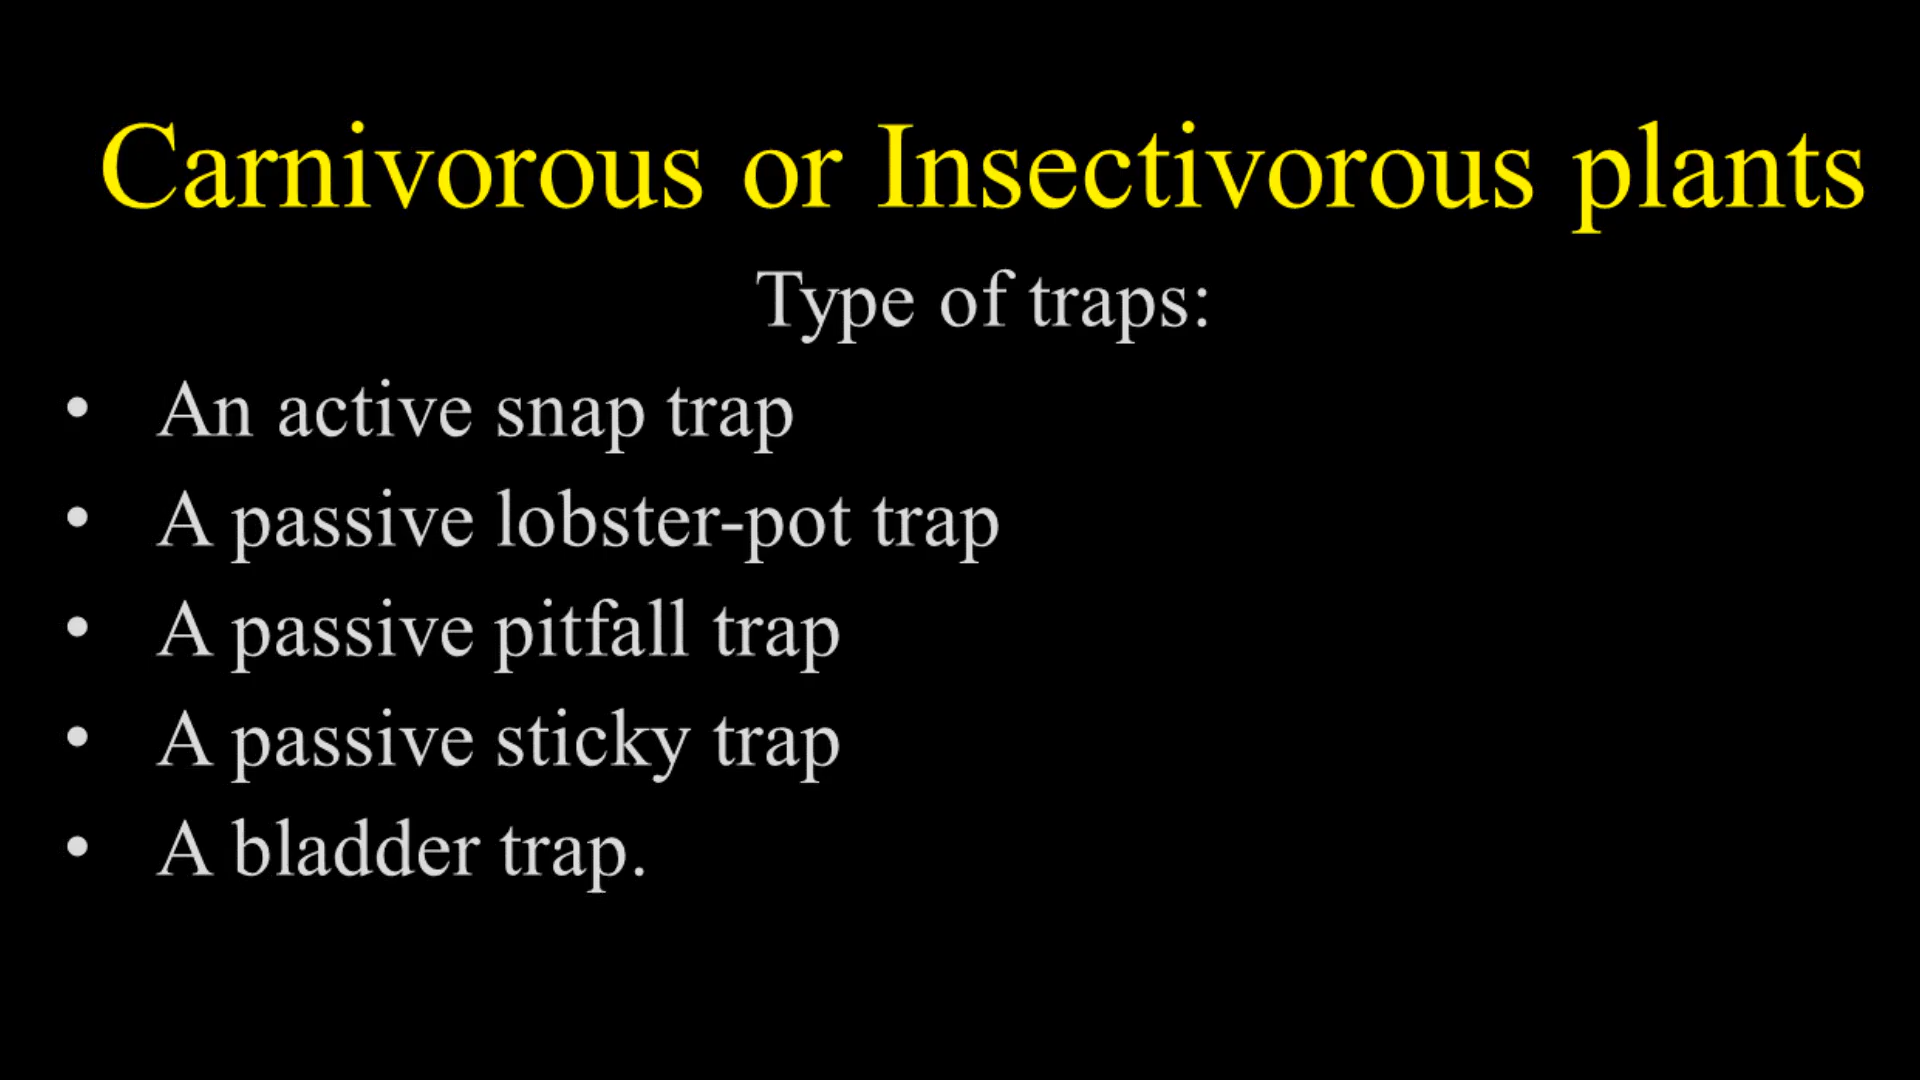 Carnivorous or Insectivorous plants
Type of traps:
• An active snap trap
• A passive lobster-pot trap
• A passive pitfall trap
• A passive sticky trap
• A bladder trap.